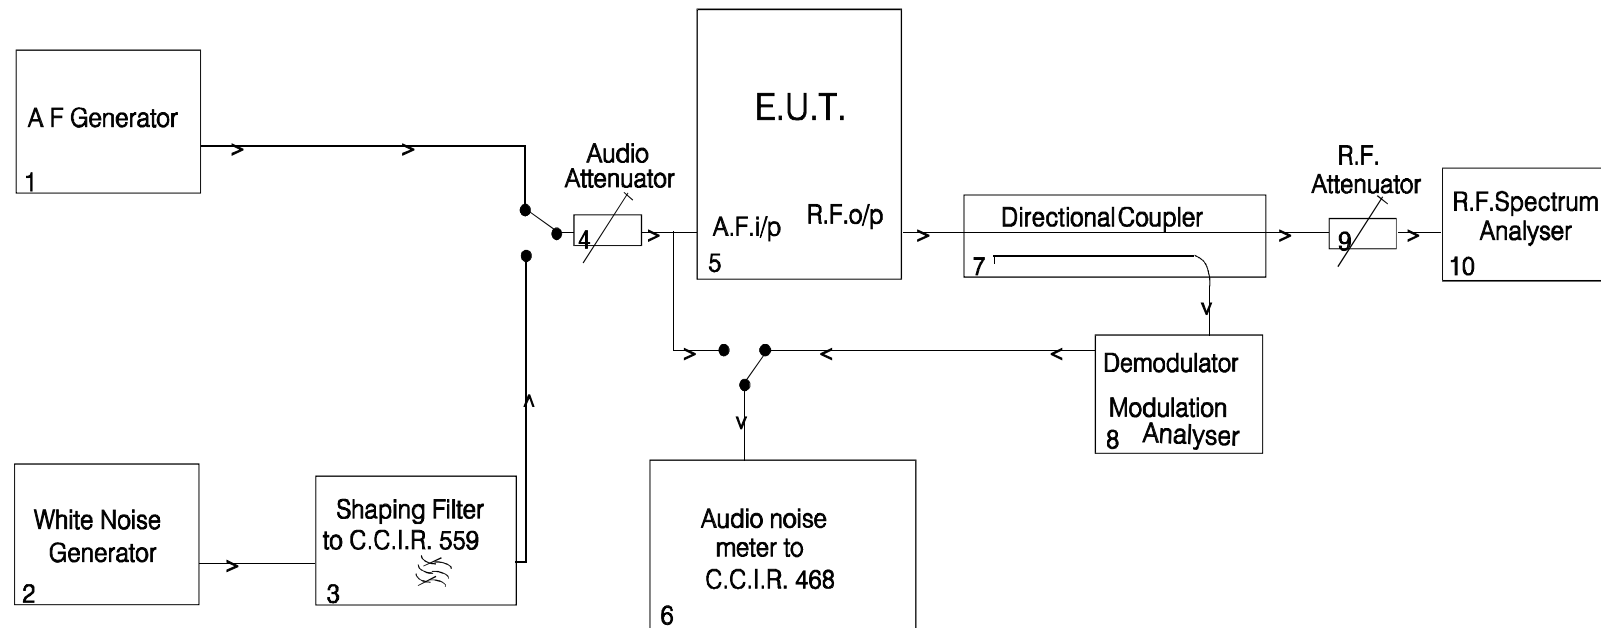 A F Generator
1
Audio
Attenuator
4
E.U.T.
A.F.i/p
R.F.o/p
5
Directional Coupler
7
R.F.
Attenuator
9
R.F.Spectrum
Analyser
10
Demodulator
Modulation
Analyser
8
White Noise
Generator
2
Shaping Filter
to C.C.I.R. 559
3
Audio noise
meter to
C.C.I.R. 468
6